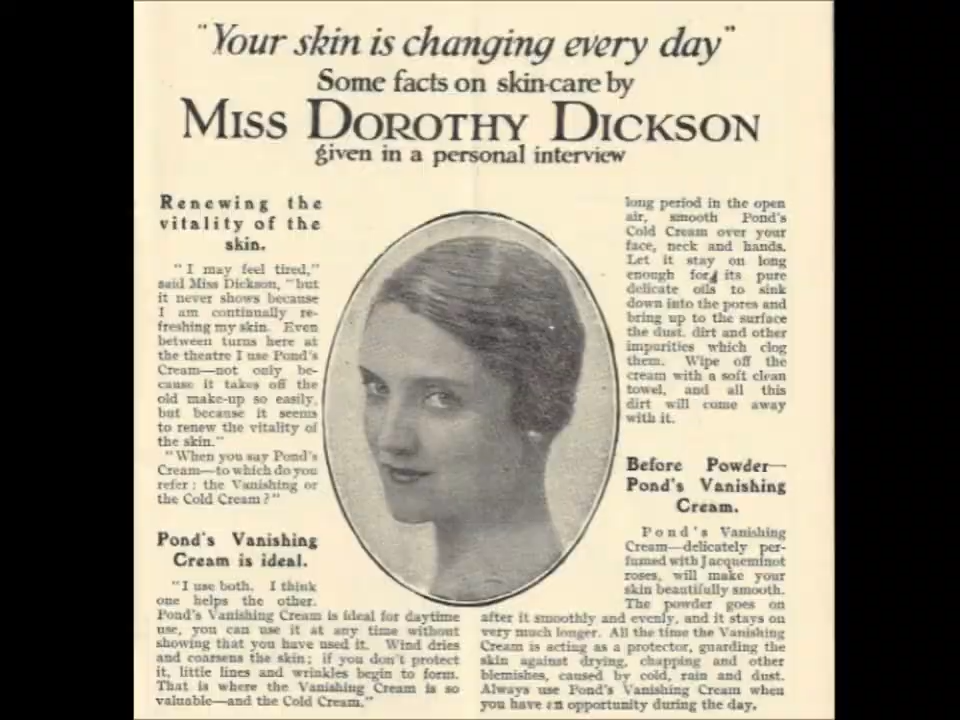 "Your skin is changing every day"
Some facts on skin-care by
MISS DOROTHY DICKSON
given in a personal interview
Renewing the
vitality of the
skin.
"I may feel tired,"
said Miss Dickson, "but
it never shows because
I am continually re-
freshing my skin. Even
between turns here at
the theatre I use Pond's
Cream—not only be-
cause it takes off the
old make-up so easily,
but because it seems
to renew the vitality of
the skin."
"When you say Pond's
Cream—to which do you
refer: the Vanishing or
the Cold Cream?"
Pond's Vanishing
Cream is ideal.
"I use both. I think
one helps the other.
Pond's Vanishing Cream is ideal for daytime
use, you can use it at any time without
showing that you have used it. Wind dries
and coarsens the skin; if you don't protect
it, little lines and wrinkles begin to form.
That is where the Vanishing Cream is so
valuable—and the Cold Cream."
long period in the open
air, smooth Pond's
Cold Cream over your
face, neck and hands.
Let it stay on long
enough for its pure
delicate oils to sink
down into the pores and
bring up to the surface
the dust, dirt and other
impurities which clog
them. Wipe off the
cream with a soft clean
towel, and all this
dirt will come away
with it.
Before Powder—
Pond's Vanishing
Cream.
Pond's Vanishing
Cream—delicately per-
fumed with Jacqueminot
roses, will make your
skin beautifully smooth.
The powder goes on
after it smoothly and evenly, and it stays on
very much longer. All the time the Vanishing
Cream is acting as a protector, guarding the
skin against drying, chapping and other
blemishes, caused by cold, rain and dust.
Always use Pond's Vanishing Cream when
you have an opportunity during the day.